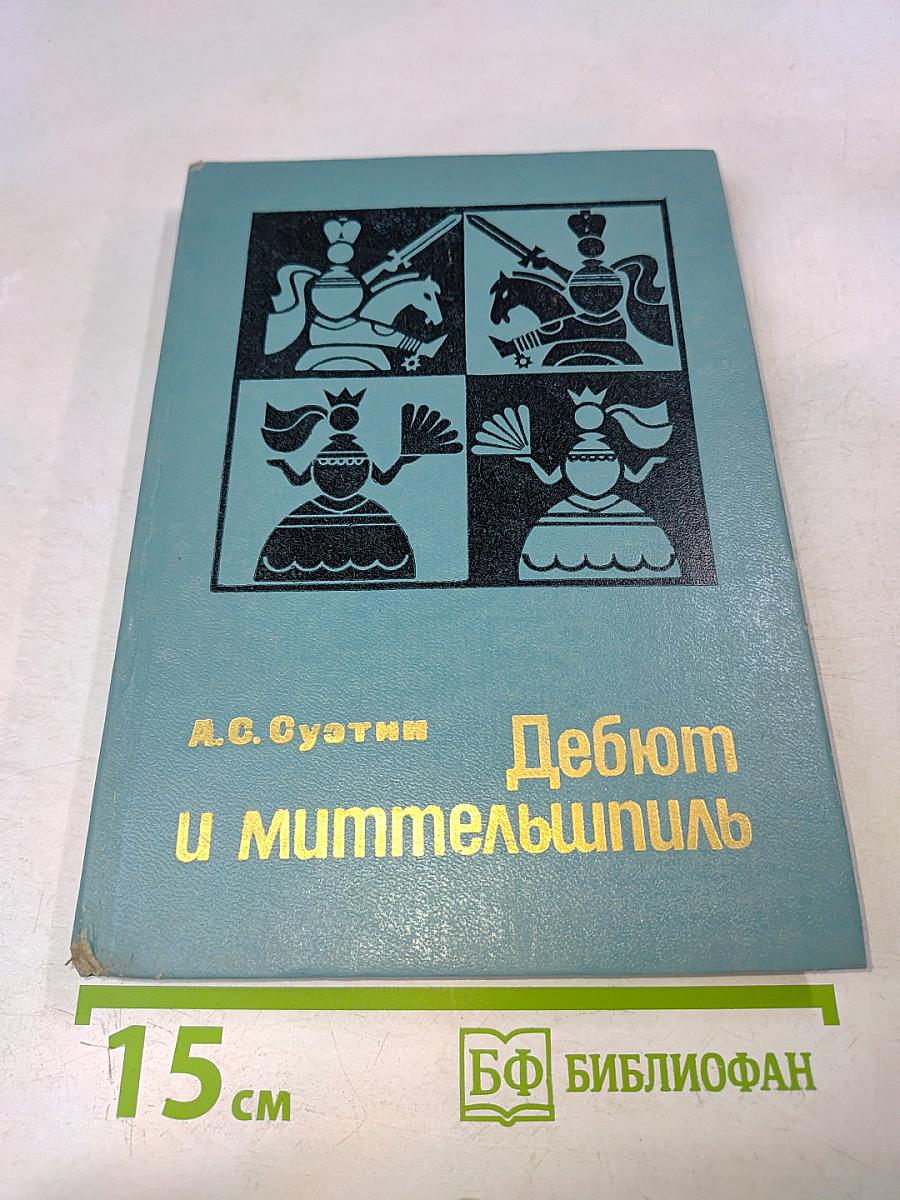 А.С.Суэтин
Дебют
и миттельшпиль
15 см
БФ БИБЛИОФАН